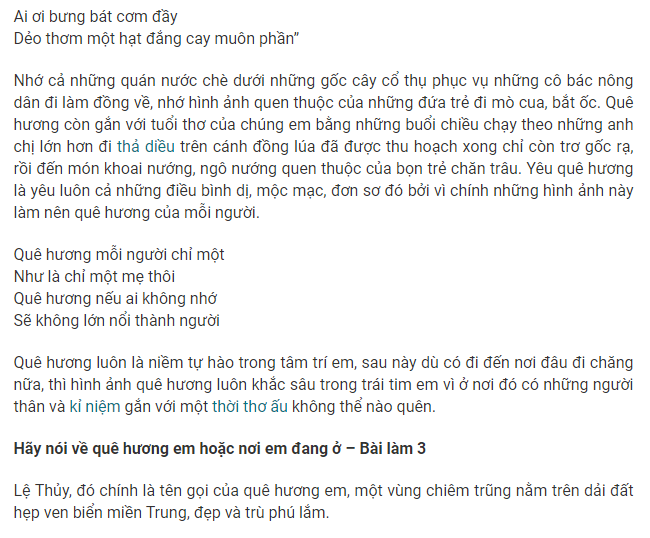 Ai ơi bưng bát cơm đầy
Dẻo thơm một hạt đắng cay muôn phần”
Nhớ cả những quán nước chè dưới những gốc cây cổ thụ phục vụ những cô bác nông
dân đi làm đồng về, nhớ hình ảnh quen thuộc của những đứa trẻ đi mò cua, bắt ốc. Quê
hương còn gắn với tuổi thơ của chúng em bằng những buổi chiều chạy theo những anh
chị lớn hơn đi thả diều trên cánh đồng lúa đã được thu hoạch xong chỉ còn trơ gốc rạ,
rồi đến món khoai nướng, ngô nướng quen thuộc của bọn trẻ chăn trâu. Yêu quê hương
là yêu luôn cả những điều bình dị, mộc mạc, đơn sơ đó bởi vì chính những hình ảnh này
làm nên quê hương của mỗi người.
Quê hương mỗi người chỉ một
Như là chỉ một mẹ thôi
Quê hương nếu ai không nhớ
Sẽ không lớn nổi thành người
Quê hương luôn là niềm tự hào trong tâm trí em, sau này dù có đi đến nơi đâu đi chăng
nữa, thì hình ảnh quê hương luôn khắc sâu trong trái tim em vì ở nơi đó có những người
thân và kỉ niệm gắn với một thời thơ ấu không thể nào quên.
Hãy nói về quê hương em hoặc nơi em đang ở – Bài làm 3
Lệ Thủy, đó chính là tên gọi của quê hương em, một vùng chiêm trũng nằm trên dải đất
hẹp ven biển miền Trung, đẹp và trù phú lắm.